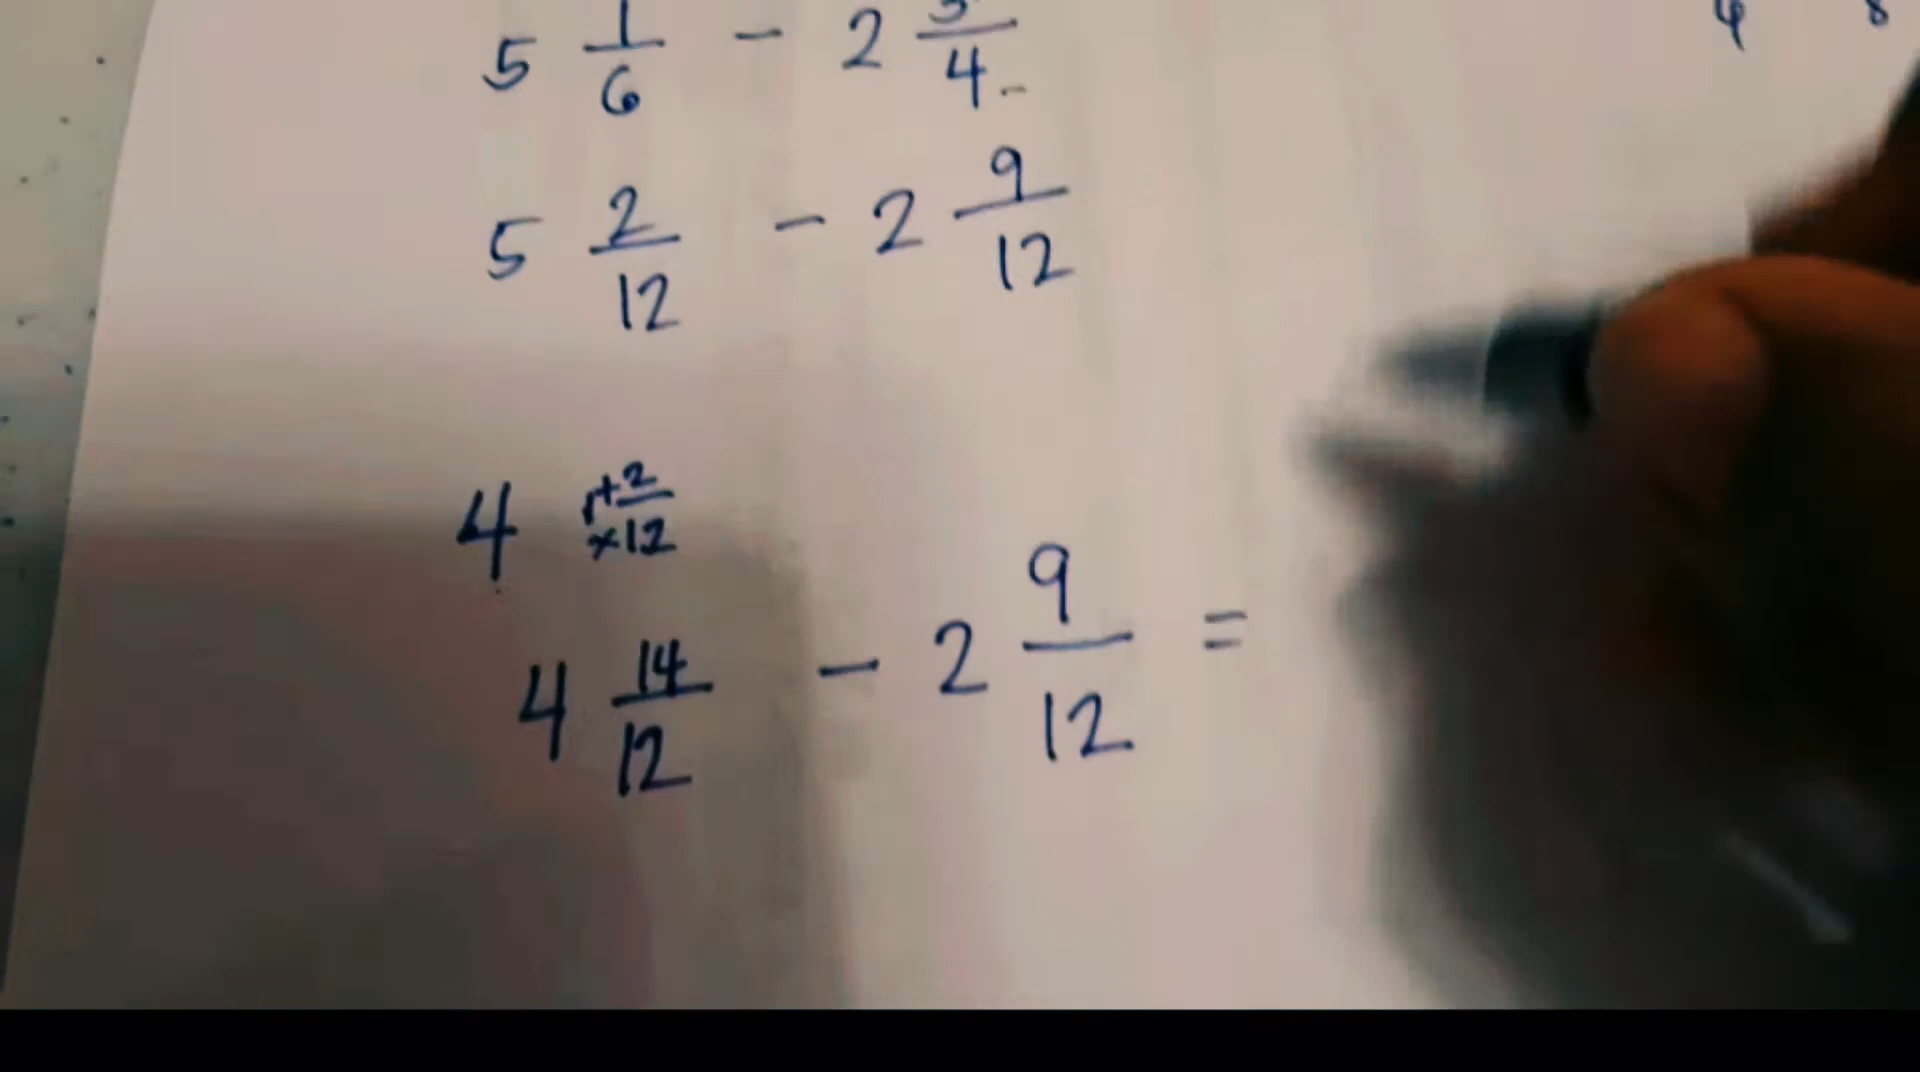 5 1/6 - 2 3/4
5 2/12 - 2 9/12
4 1+2/×12
4 14/12 - 2 9/12 =